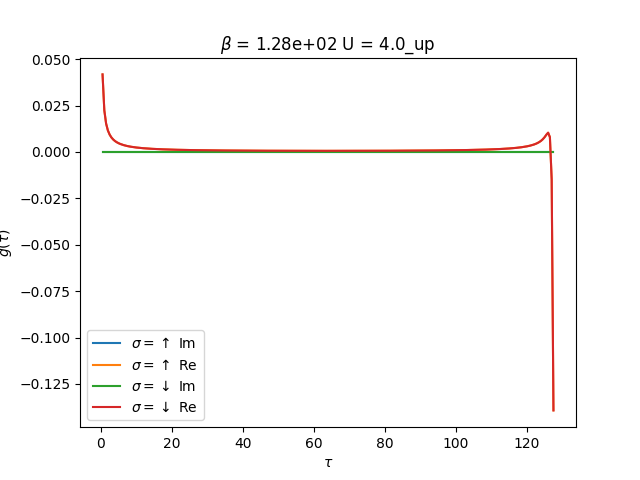 β = 1.28e+02 U = 4.0_up
0.050
0.025
0.000
−0.025
−0.050
−0.075
−0.100
−0.125
g(τ)
σ = ↑ Im
σ = ↑ Re
σ = ↓ Im
σ = ↓ Re
0 20 40 60 80 100 120
τ